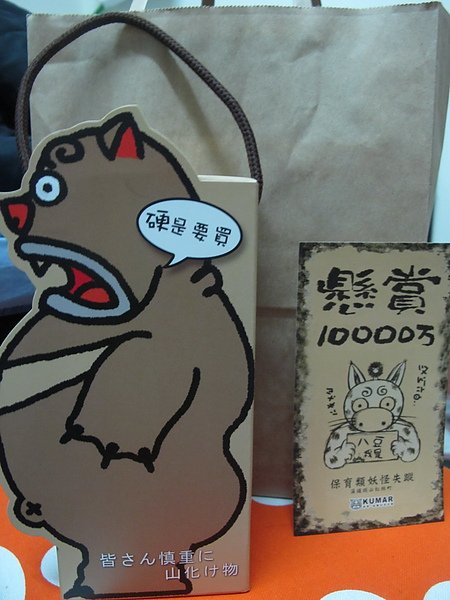 硬是要買
皆さん慎重に
山化け物
懸賞
10000万
八豆
保育類妖怪失蹤
KUMAR